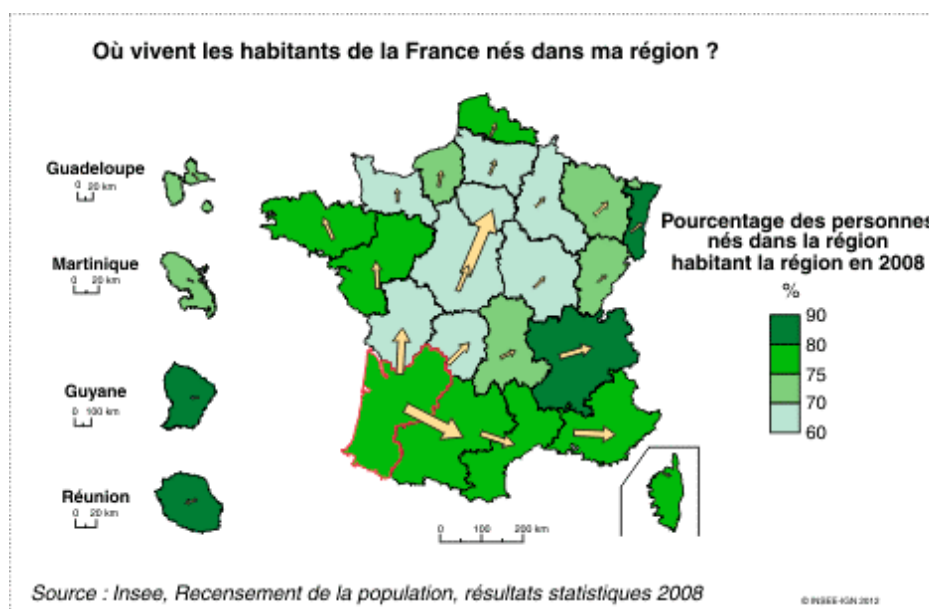 Où vivent les habitants de la France nés dans ma région ?
Guadeloupe
0 20 km
Martinique
0 20 km
Guyane
0 100 km
Réunion
0 20 km
Pourcentage des personnes
nés dans la région
habitant la région en 2008
%
90
80
75
70
60
0 100 200 km
Source : Insee, Recensement de la population, résultats statistiques 2008
© INSEE-IGN 2012